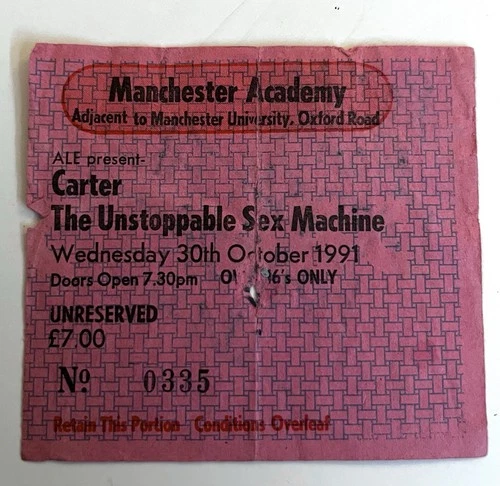 Manchester Academy
Adjacent to Manchester University, Oxford Road
ALE present-
Carter
The Unstoppable Sex Machine
Wednesday 30th October 1991
Doors Open 7.30pm 16's ONLY
UNRESERVED
£7.00
No 0335
Retain This Portion Conditions Overleaf